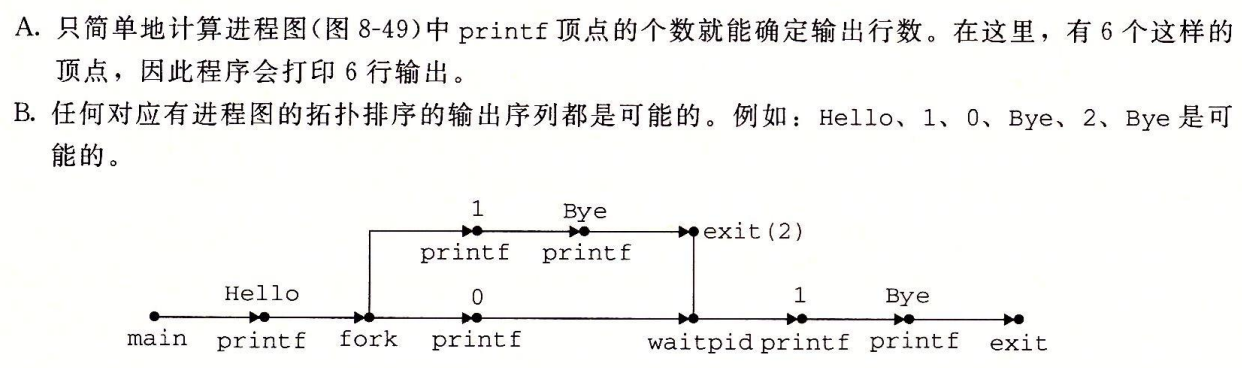 A. 只简单地计算进程图(图 8-49)中 printf 顶点的个数就能确定输出行数。在这里，有 6 个这样的
顶点，因此程序会打印 6 行输出。
B. 任何对应有进程图的拓扑排序的输出序列都是可能的。例如：Hello、1、0、Bye、2、Bye 是可
能的。
1 Bye
exit(2)
printf printf
Hello 0 1 Bye
main printf fork printf waitpid printf printf exit